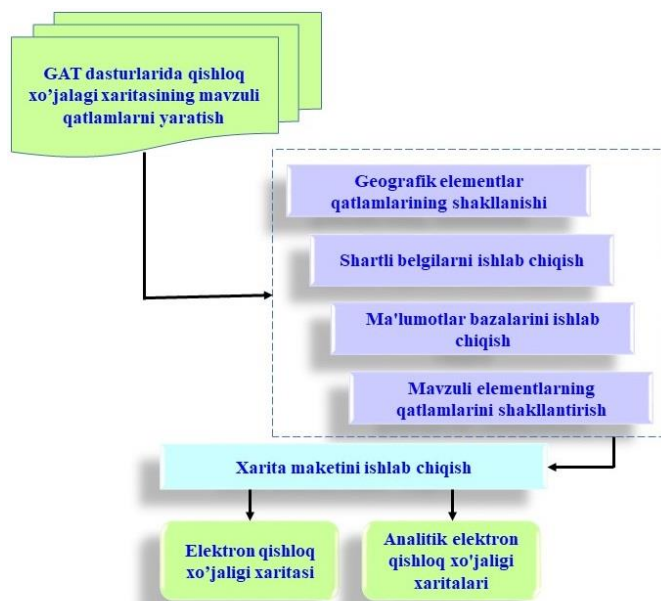 GAT dasturlarida qishloq
xo’jalagi xaritasining mavzuli
qatlamlarni yaratish
Geografik elementlar
qatlamlarining shakllanishi
Shartli belgilarni ishlab chiqish
Ma'lumotlar bazalarini ishlab
chiqish
Mavzuli elementlarning
qatlamlarini shakllantirish
Xarita maketini ishlab chiqish
Elektron qishloq
xo’jaligi xaritasi
Analitik elektron
qishloq xo'jaligi
xaritalari